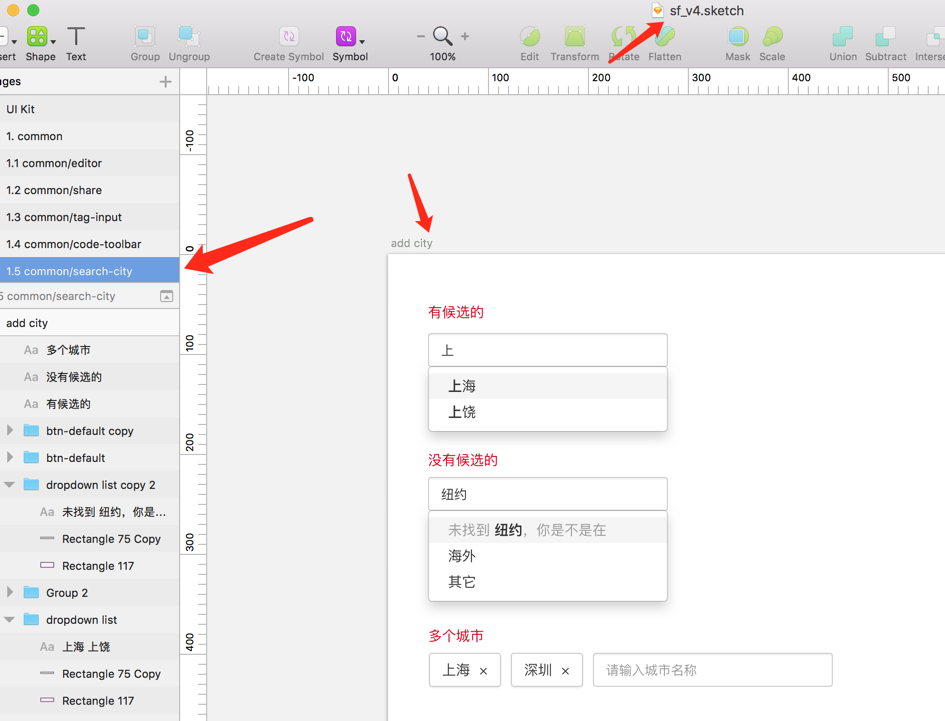 sf_v4.sketch
sert Shape Text Group Ungroup Create Symbol Symbol 100% Edit Transform Rotate Flatten Mask Scale Union Subtract Interse
-100 0 100 200 300 400 500
ges
UI Kit
1. common
1.1 common/editor
1.2 common/share
1.3 common/tag-input
1.4 common/code-toolbar
1.5 common/search-city
5 common/search-city
add city
Aa 多个城市
Aa 没有候选的
Aa 有候选的
btn-default copy
btn-default
dropdown list copy 2
Aa 未找到 纽约，你是...
Rectangle 75 Copy
Rectangle 117
Group 2
dropdown list
Aa 上海 上饶
Rectangle 75 Copy
Rectangle 117
-100
0
100
200
300
400
add city
有候选的
上
上海
上饶
没有候选的
纽约
未找到 纽约，你是不是在
海外
其它
多个城市
上海 × 深圳 × 请输入城市名称